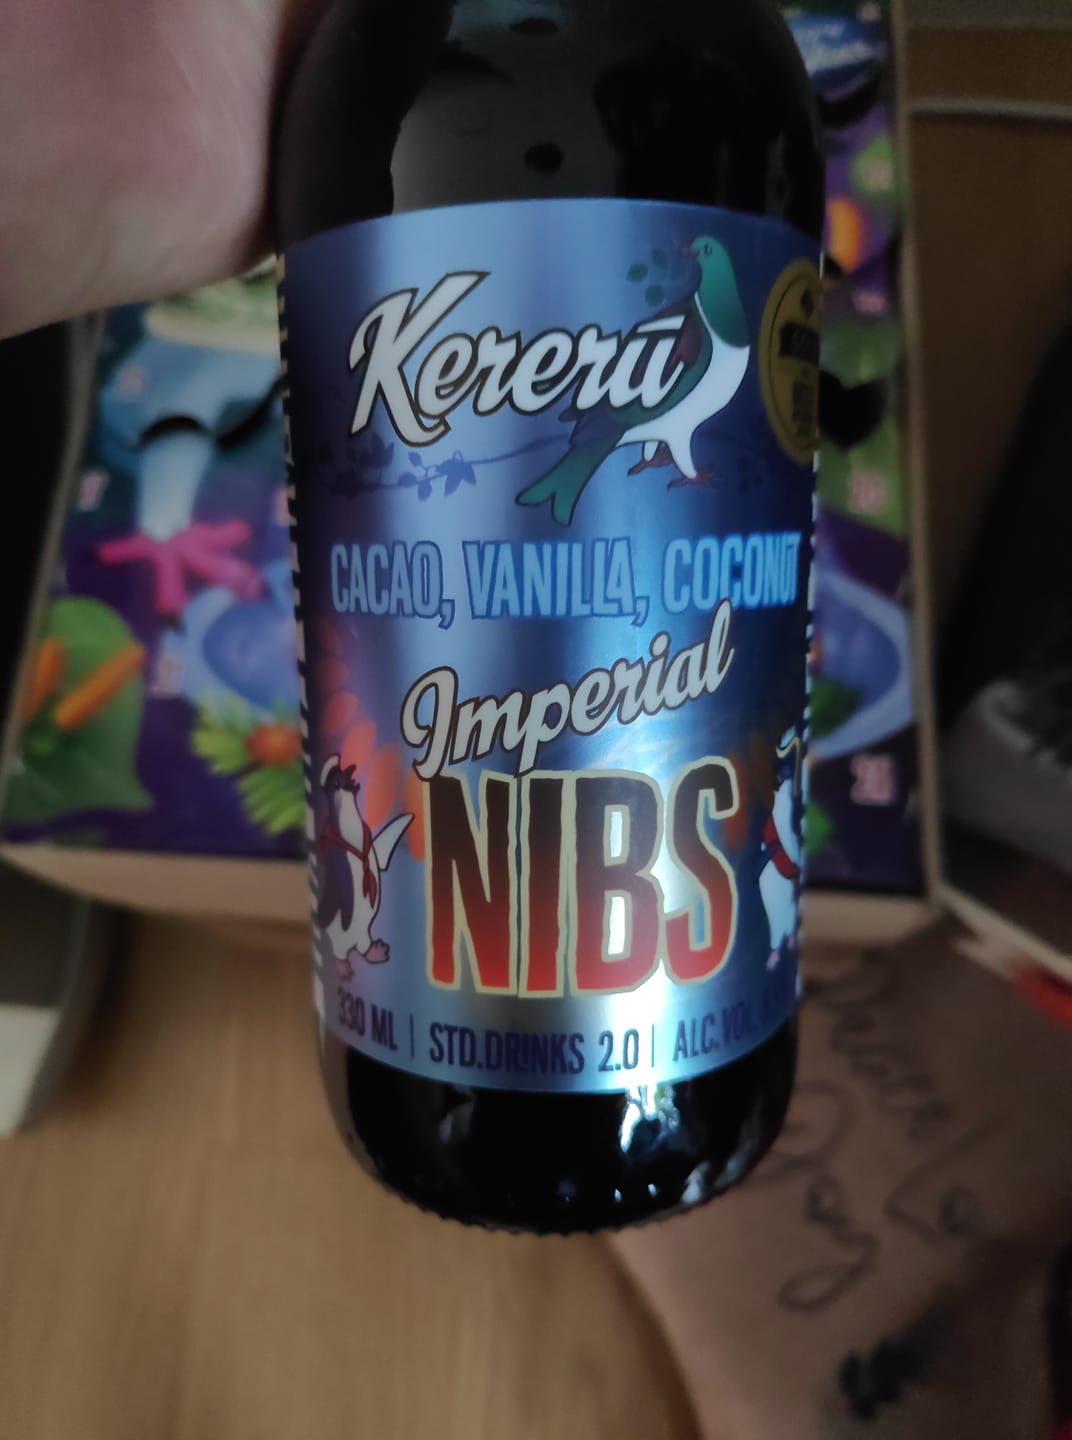 Kererū
CACAO, VANILLA, COCONUT
Imperial
NIBS
330 ML | STD.DRINKS 2.0 | ALC.VOL